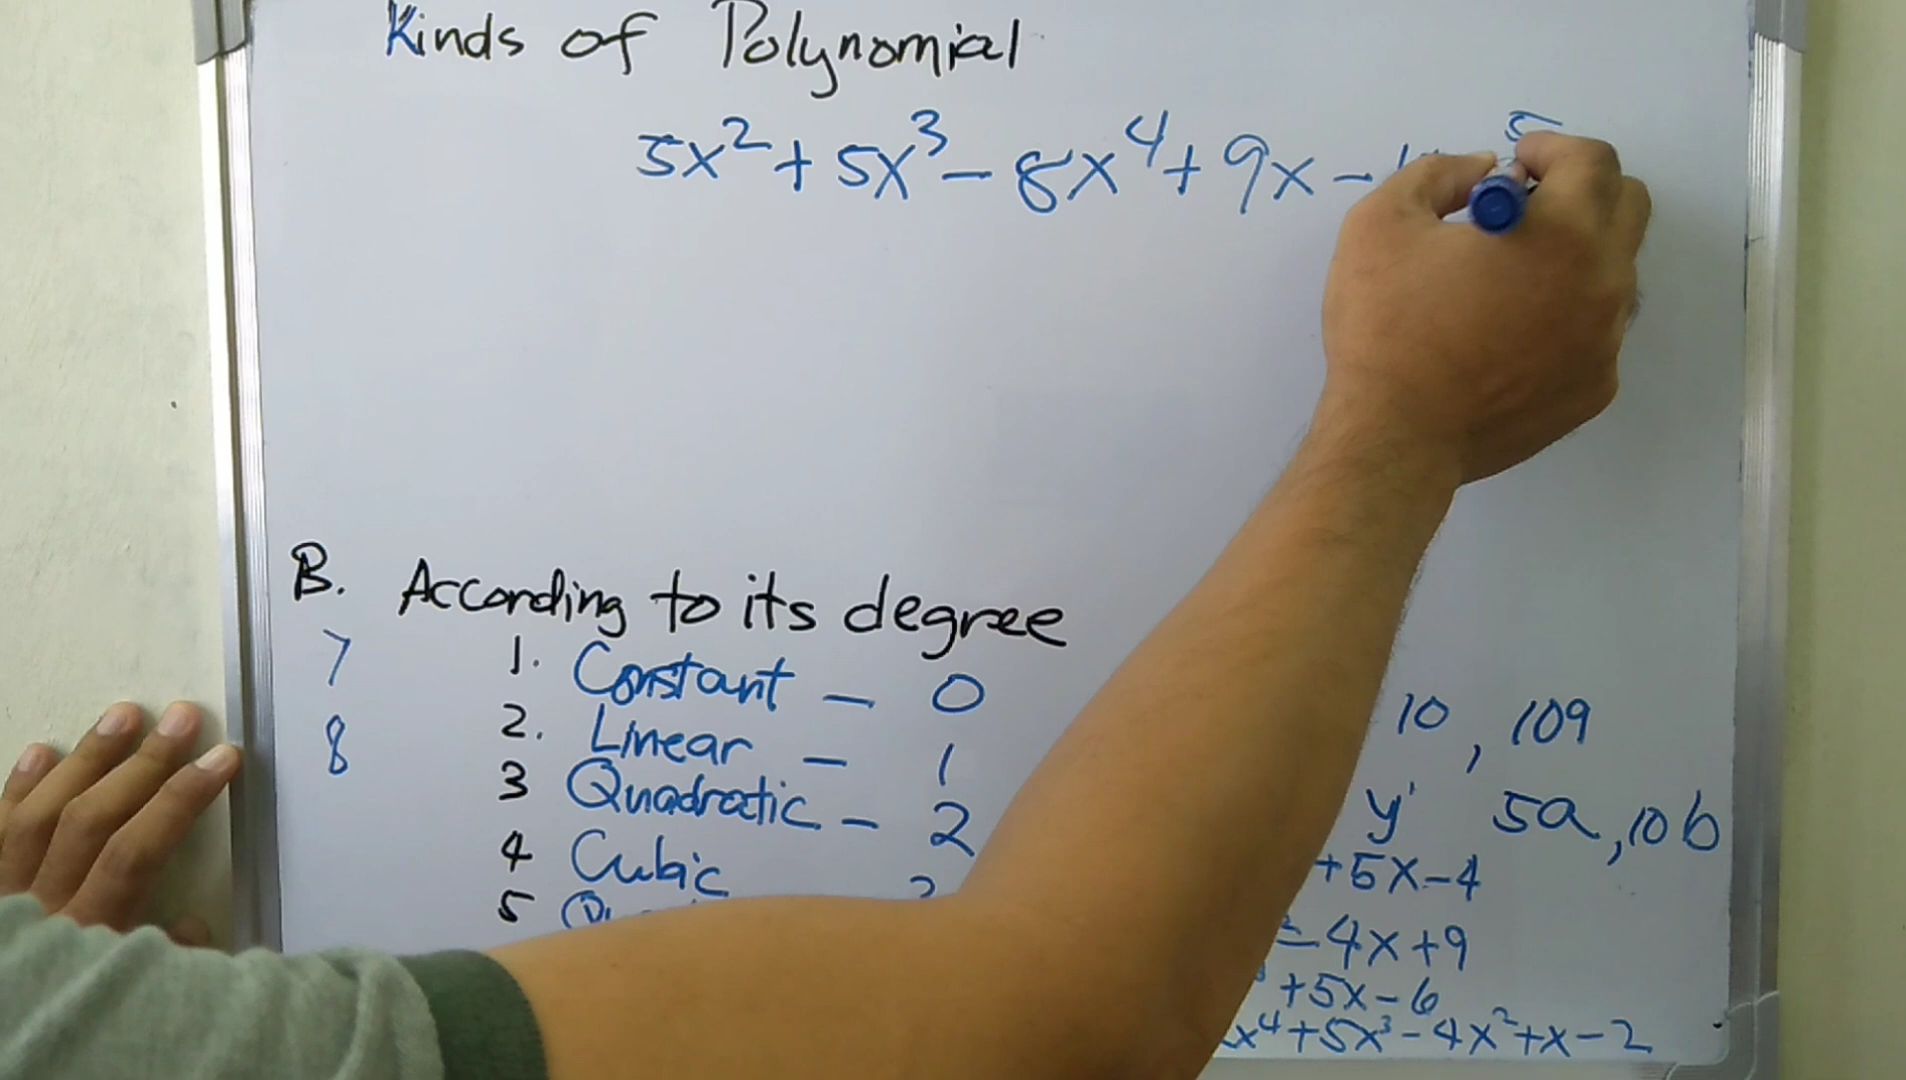 Kinds of Polynomial
5x² + 5x³ - 8x⁴ + 9x - 5
B. According to its degree
7 1. Constant - 0 10, 109
8 2. Linear - 1 y 5a, 10b
3 Quadratic - 2 +5x-4
4 Cubic -4x+9
5 +5x-6
x⁴+5x³-4x²+x-2